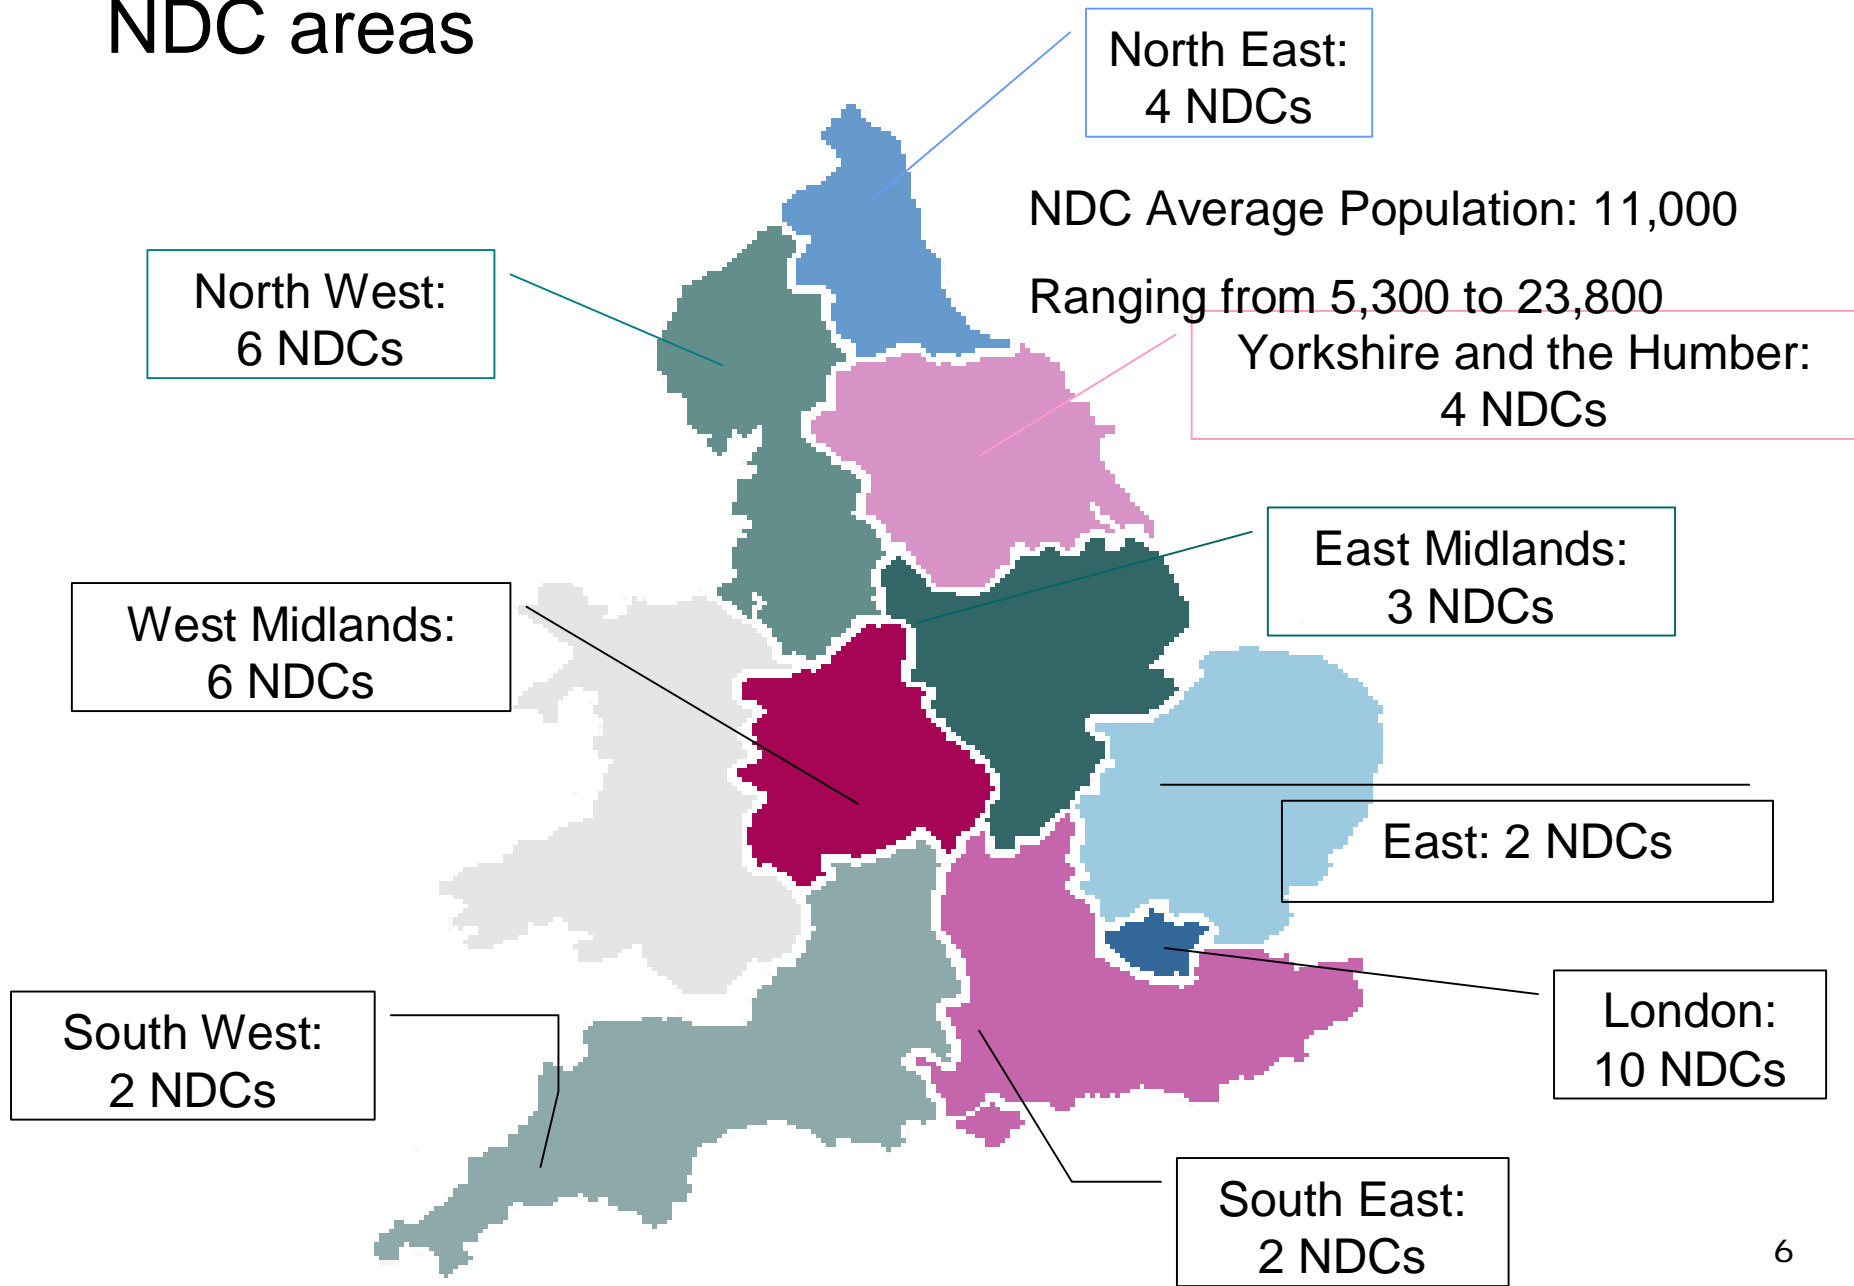 NDC areas
North East:
4 NDCs
NDC Average Population: 11,000
Ranging from 5,300 to 23,800
North West:
6 NDCs
Yorkshire and the Humber:
4 NDCs
East Midlands:
3 NDCs
West Midlands:
6 NDCs
East: 2 NDCs
London:
10 NDCs
South West:
2 NDCs
South East:
2 NDCs
6